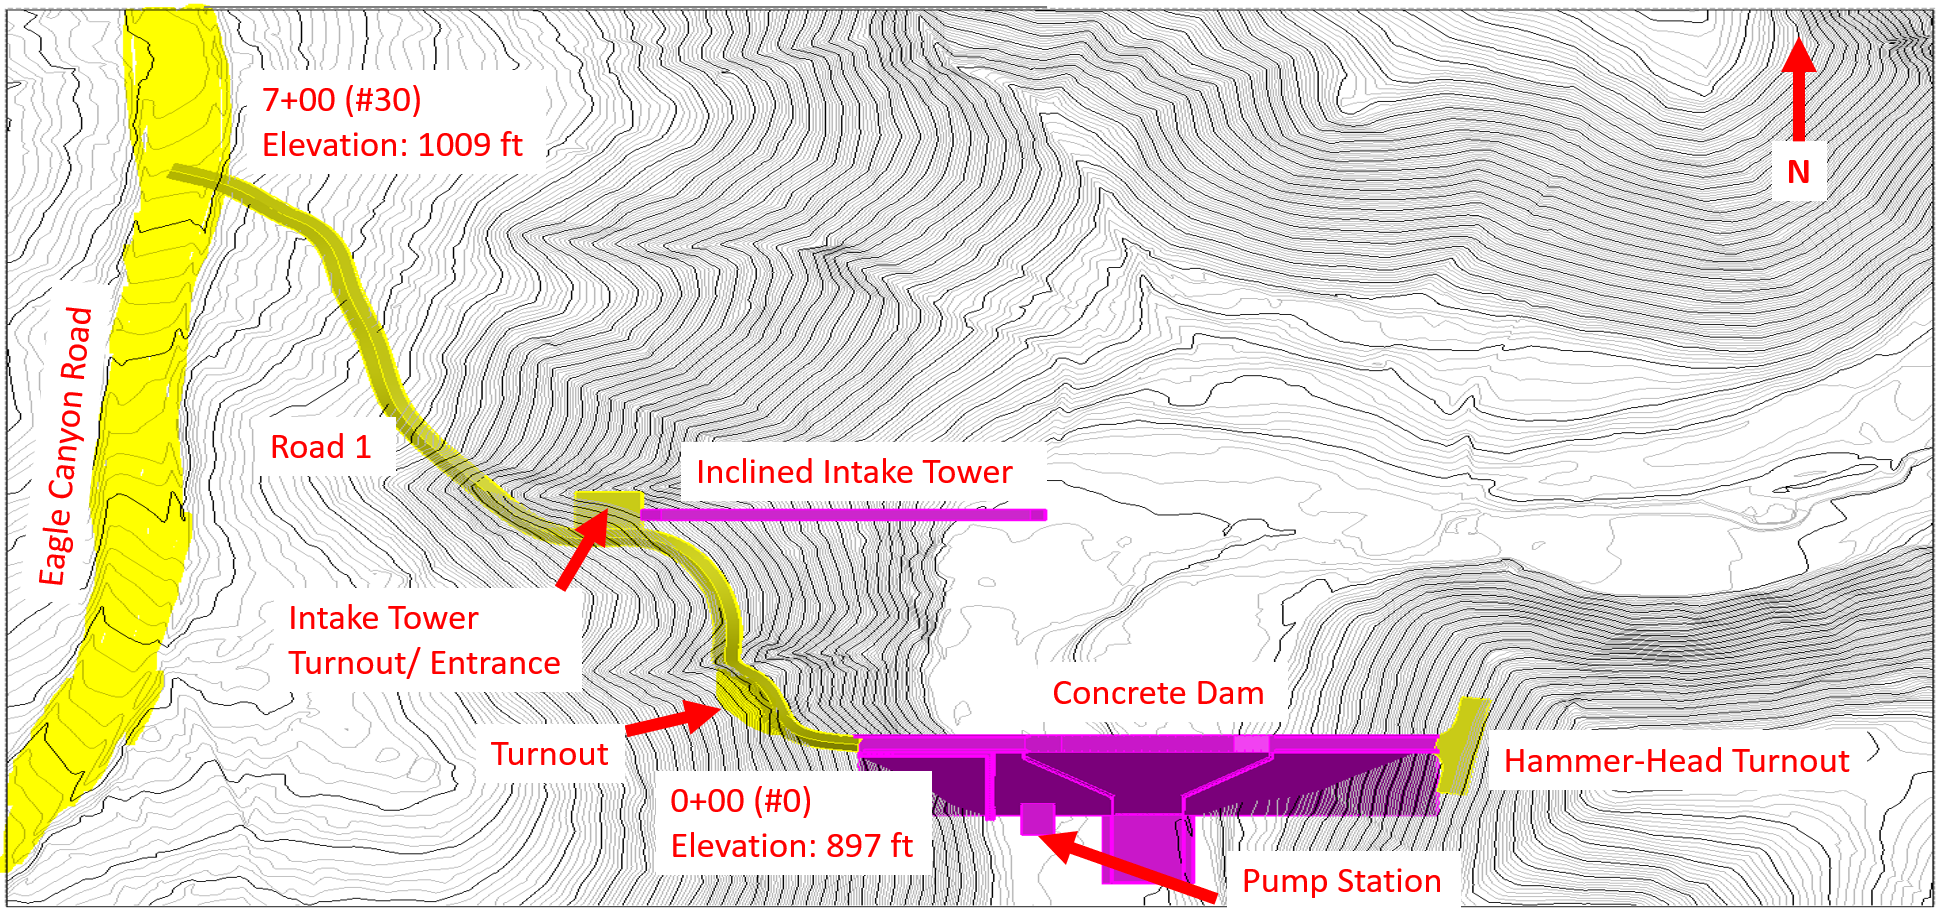 7+00 (#30)
Elevation: 1009 ft
N
Eagle Canyon Road
Road 1
Inclined Intake Tower
Intake Tower
Turnout/ Entrance
Concrete Dam
Turnout
Hammer-Head Turnout
0+00 (#0)
Elevation: 897 ft
Pump Station